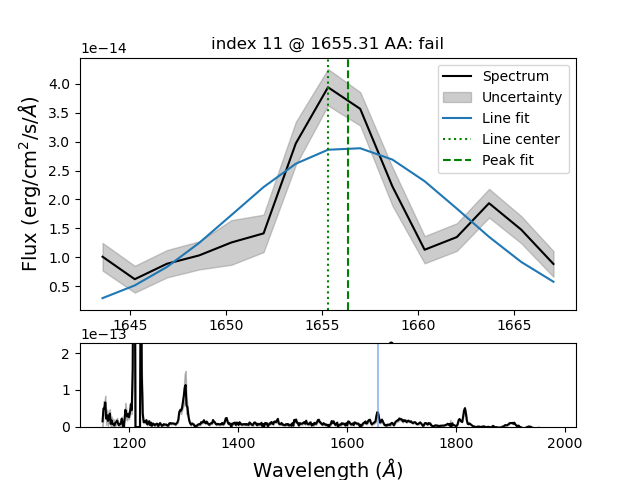 index 11 @ 1655.31 AA: fail
1e−14
Flux (erg/cm²/s/Å)
4.0
3.5
3.0
2.5
2.0
1.5
1.0
0.5
Spectrum
Uncertainty
Line fit
Line center
Peak fit
1645
1650
1655
1660
1665
1e−13
2
1
0
1200
1400
1600
1800
2000
Wavelength (Å)